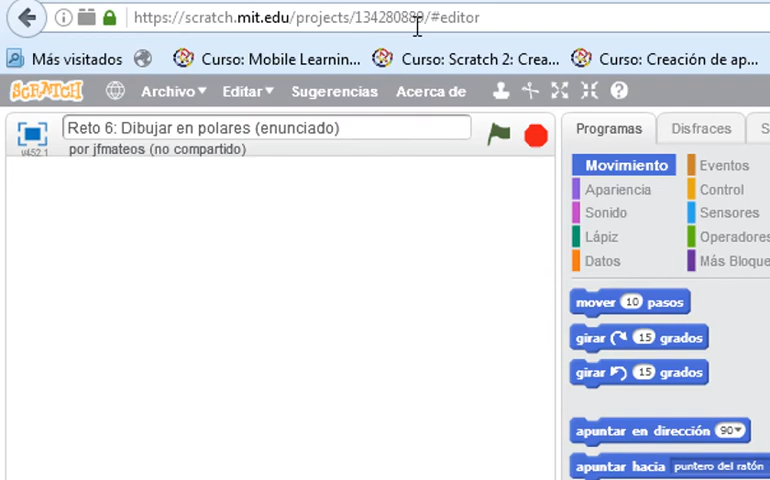 https://scratch.mit.edu/projects/134280889/#editor
Más visitados Curso: Mobile Learnin... Curso: Scratch 2: Crea... Curso: Creación de ap...
SCRATCH Archivo Editar Sugerencias Acerca de
Reto 6: Dibujar en polares (enunciado)
por jfmateos (no compartido)
v452.1
Programas Disfraces S
Movimiento Eventos
Apariencia Control
Sonido Sensores
Lápiz Operadores
Datos Más Bloque
mover 10 pasos
girar 15 grados
girar 15 grados
apuntar en dirección 90
apuntar hacia puntero del ratón